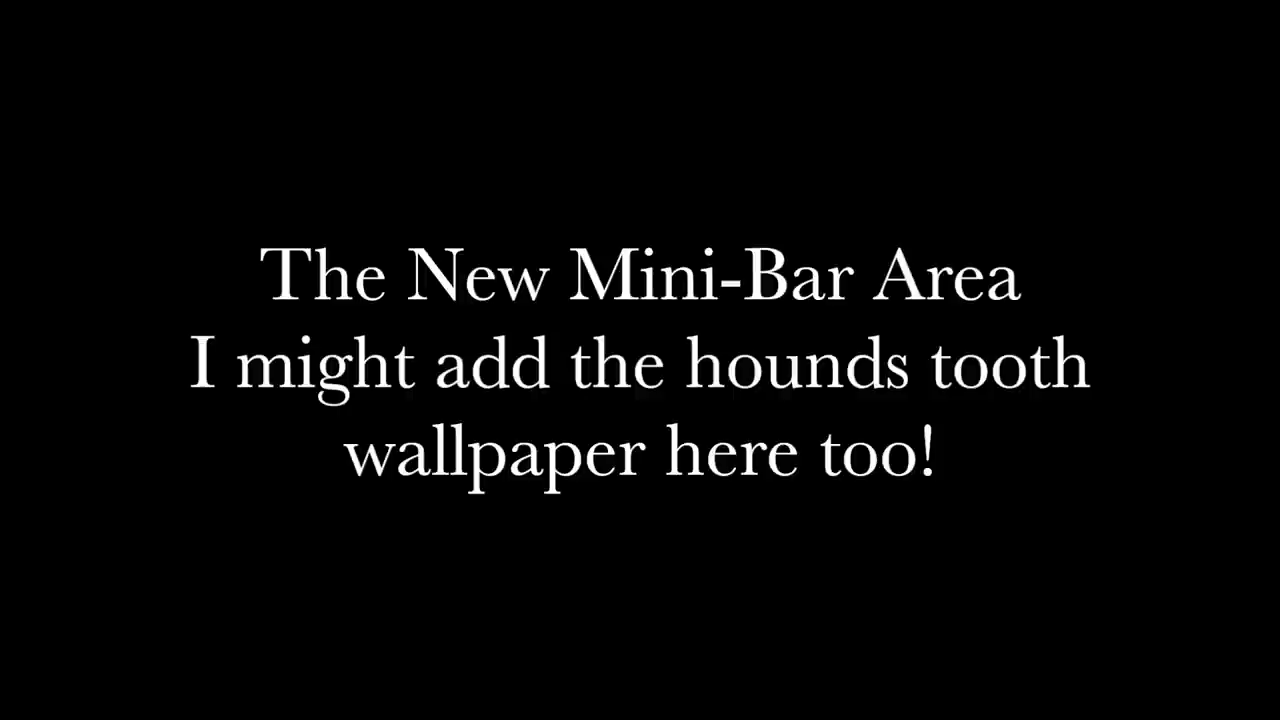 The New Mini-Bar Area
I might add the hounds tooth
wallpaper here too!